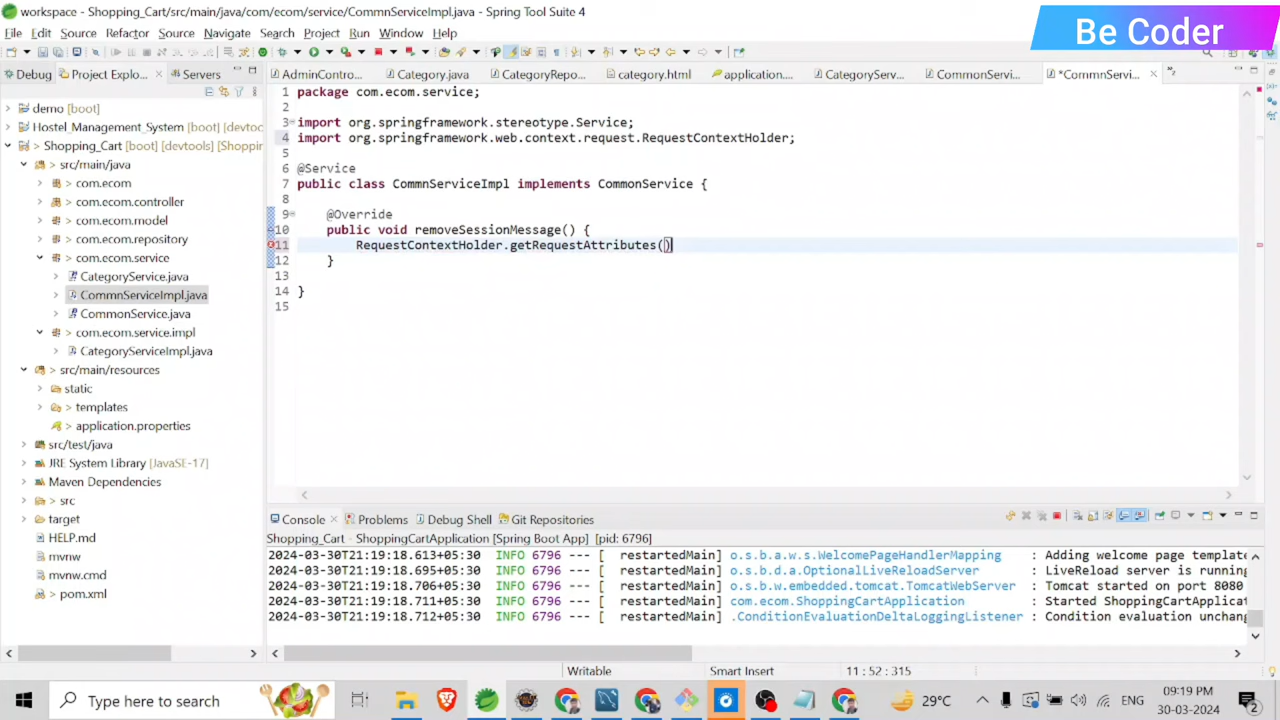 workspace - Shopping_Cart/src/main/java/com/ecom/service/CommnServiceImpl.java - Spring Tool Suite 4
Be Coder
File Edit Source Refactor Source Navigate Search Project Run Window Help
Debug Project Explo... Servers
AdminContro... Category.java CategoryRepo... category.html application.... CategoryServ... CommonServi... *CommnServi...
demo [boot]
Hostel_Management_System [boot] [devtoo
Shopping_Cart [boot] [devtools] [Shoppin
src/main/java
com.ecom
com.ecom.controller
com.ecom.model
com.ecom.repository
com.ecom.service
CategoryService.java
CommnServiceImpl.java
CommonService.java
com.ecom.service.impl
CategoryServiceImpl.java
src/main/resources
static
templates
application.properties
src/test/java
JRE System Library [JavaSE-17]
Maven Dependencies
src
target
HELP.md
mvnw
mvnw.cmd
pom.xml
1 package com.ecom.service;
2
3 import org.springframework.stereotype.Service;
4 import org.springframework.web.context.request.RequestContextHolder;
5
6 @Service
7 public class CommnServiceImpl implements CommonService {
8
9 @Override
10 public void removeSessionMessage() {
11 RequestContextHolder.getRequestAttributes()
12 }
13
14 }
15
Console Problems Debug Shell Git Repositories
Shopping_Cart - ShoppingCartApplication [Spring Boot App] [pid: 6796]
2024-03-30T21:19:18.613+05:30 INFO 6796 --- [ restartedMain] o.s.b.a.w.s.WelcomePageHandlerMapping : Adding welcome page template
2024-03-30T21:19:18.695+05:30 INFO 6796 --- [ restartedMain] o.s.b.d.a.OptionalLiveReloadServer : LiveReload server is running
2024-03-30T21:19:18.706+05:30 INFO 6796 --- [ restartedMain] o.s.b.w.embedded.tomcat.TomcatWebServer : Tomcat started on port 8080
2024-03-30T21:19:18.711+05:30 INFO 6796 --- [ restartedMain] com.ecom.ShoppingCartApplication : Started ShoppingCartApplicat
2024-03-30T21:19:18.712+05:30 INFO 6796 --- [ restartedMain] .ConditionEvaluationDeltaLoggingListener : Condition evaluation unchang
Writable Smart Insert 11 : 52 : 315
Type here to search
29°C
ENG
09:19 PM
30-03-2024
2